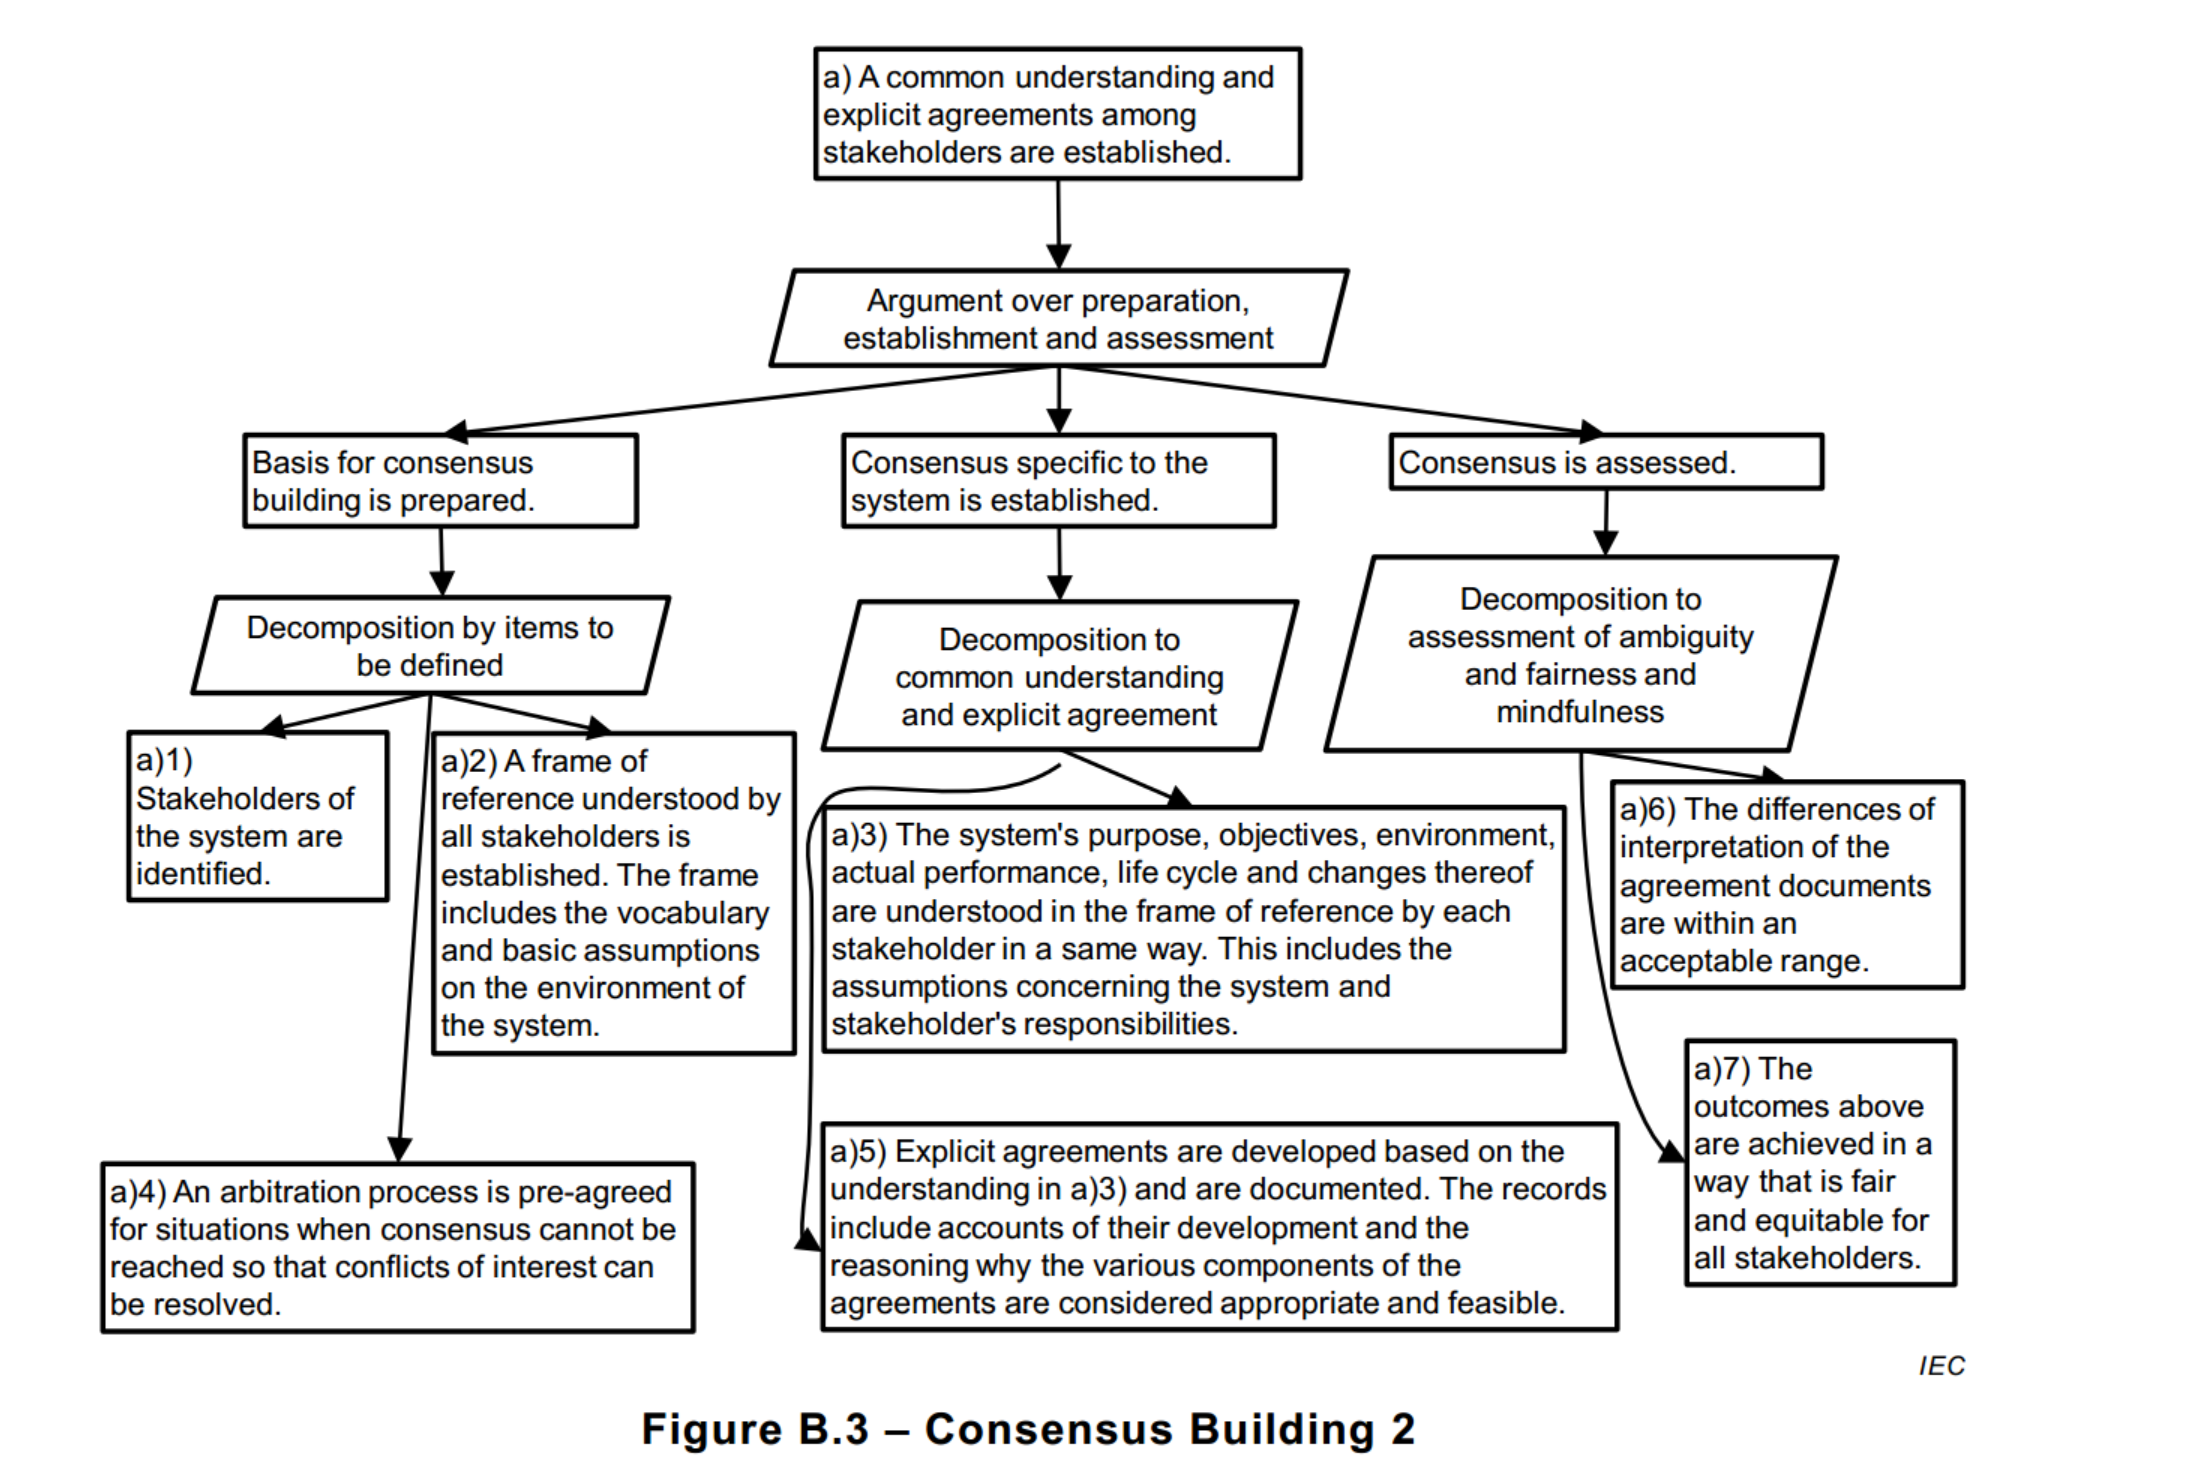 a) A common understanding and
explicit agreements among
stakeholders are established.
Argument over preparation,
establishment and assessment
Basis for consensus
building is prepared.
Consensus specific to the
system is established.
Consensus is assessed.
Decomposition by items to
be defined
Decomposition to
common understanding
and explicit agreement
Decomposition to
assessment of ambiguity
and fairness and
mindfulness
a)1)
Stakeholders of
the system are
identified.
a)2) A frame of
reference understood by
all stakeholders is
established. The frame
includes the vocabulary
and basic assumptions
on the environment of
the system.
a)3) The system's purpose, objectives, environment,
actual performance, life cycle and changes thereof
are understood in the frame of reference by each
stakeholder in a same way. This includes the
assumptions concerning the system and
stakeholder's responsibilities.
a)6) The differences of
interpretation of the
agreement documents
are within an
acceptable range.
a)4) An arbitration process is pre-agreed
for situations when consensus cannot be
reached so that conflicts of interest can
be resolved.
a)5) Explicit agreements are developed based on the
understanding in a)3) and are documented. The records
include accounts of their development and the
reasoning why the various components of the
agreements are considered appropriate and feasible.
a)7) The
outcomes above
are achieved in a
way that is fair
and equitable for
all stakeholders.
IEC
Figure B.3 – Consensus Building 2